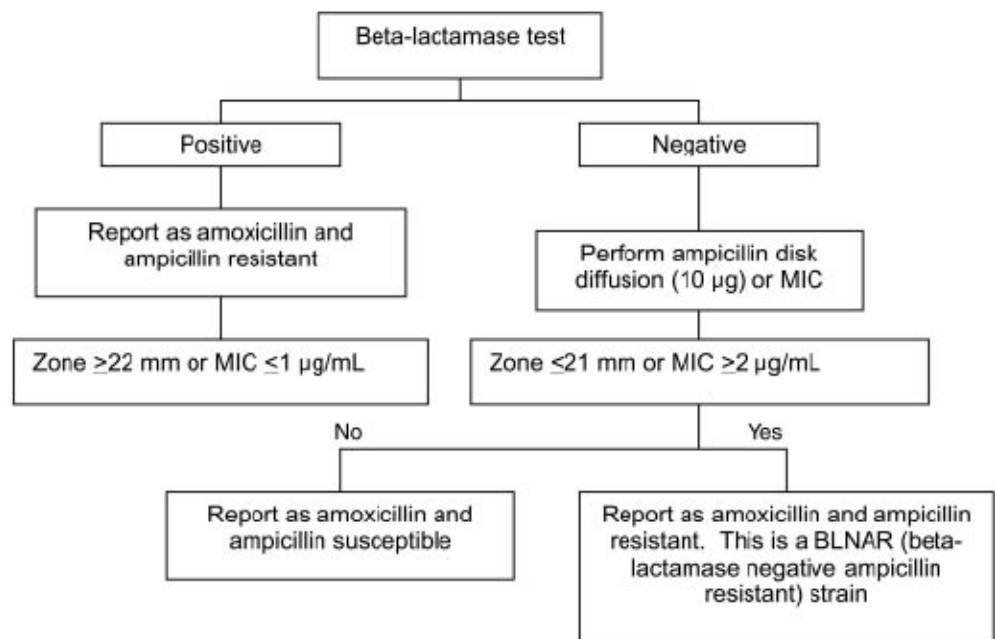 Beta-lactamase test
Positive
Negative
Report as amoxicillin and
ampicillin resistant
Perform ampicillin disk
diffusion (10 µg) or MIC
Zone ≥22 mm or MIC ≤1 µg/mL
Zone ≤21 mm or MIC ≥2 µg/mL
No
Yes
Report as amoxicillin and
ampicillin susceptible
Report as amoxicillin and ampicillin
resistant. This is a BLNAR (beta-
lactamase negative ampicillin
resistant) strain